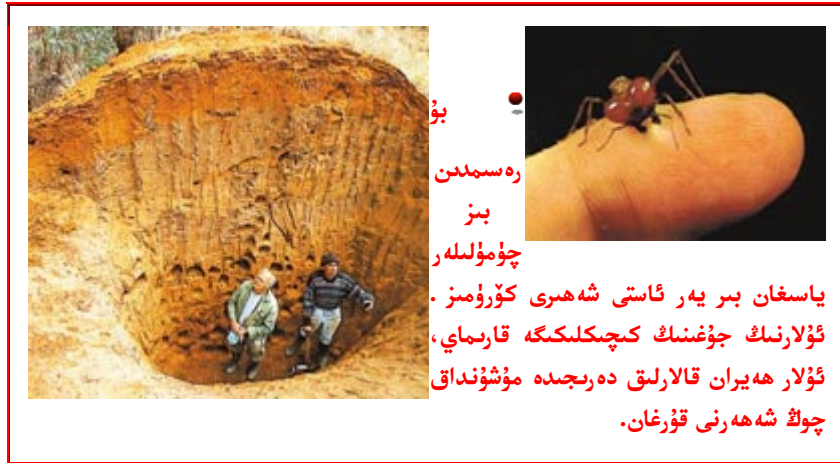 بۇ
رەسىمدىن
بىز
چۈمۈلىلەر
ياسىغان بىر يەر ئاستى شەھىرى كۆرۈمىز .
ئۇلارنىڭ جۇغىنىڭ كىچىكلىكىگە قارىماي،
ئۇلار ھەيران قالارلىق دەرىجىدە مۇشۇنداق
چوڭ شەھەرنى قۇرغان.